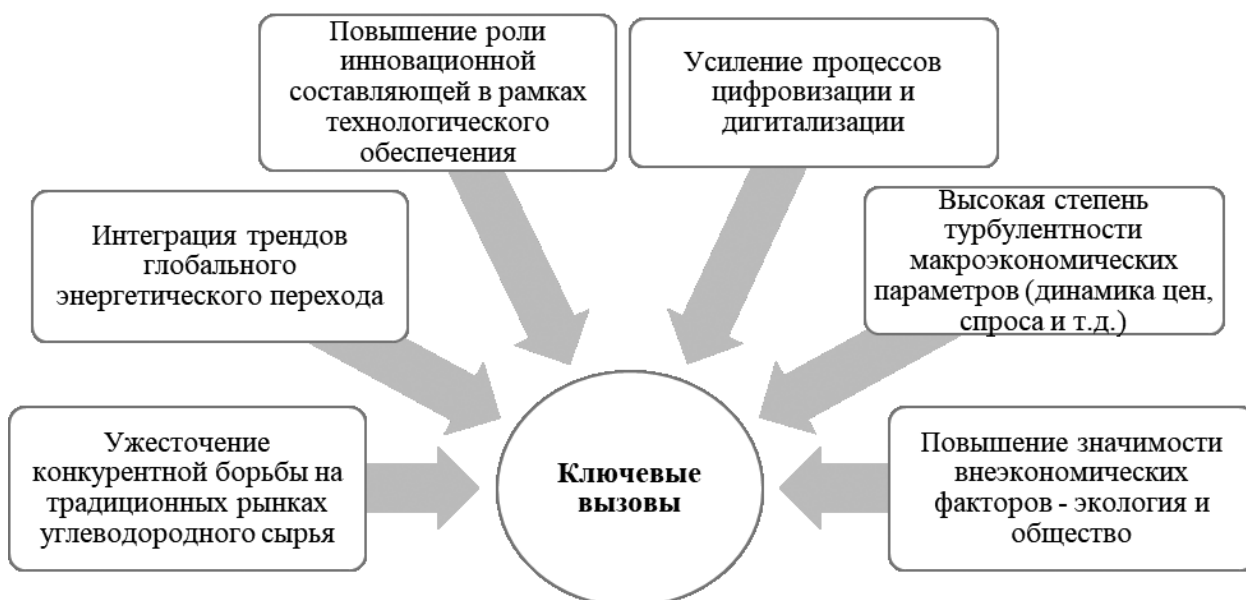 Повышение роли
инновационной
составляющей в рамках
технологического
обеспечения
Усиление процессов
цифровизации и
дигитализации
Интеграция трендов
глобального
энергетического перехода
Высокая степень
турбулентности
макроэкономических
параметров (динамика цен,
спроса и т.д.)
Ужесточение
конкурентной борьбы на
традиционных рынках
углеводородного сырья
Ключевые
вызовы
Повышение значимости
внеэкономических
факторов - экология и
общество